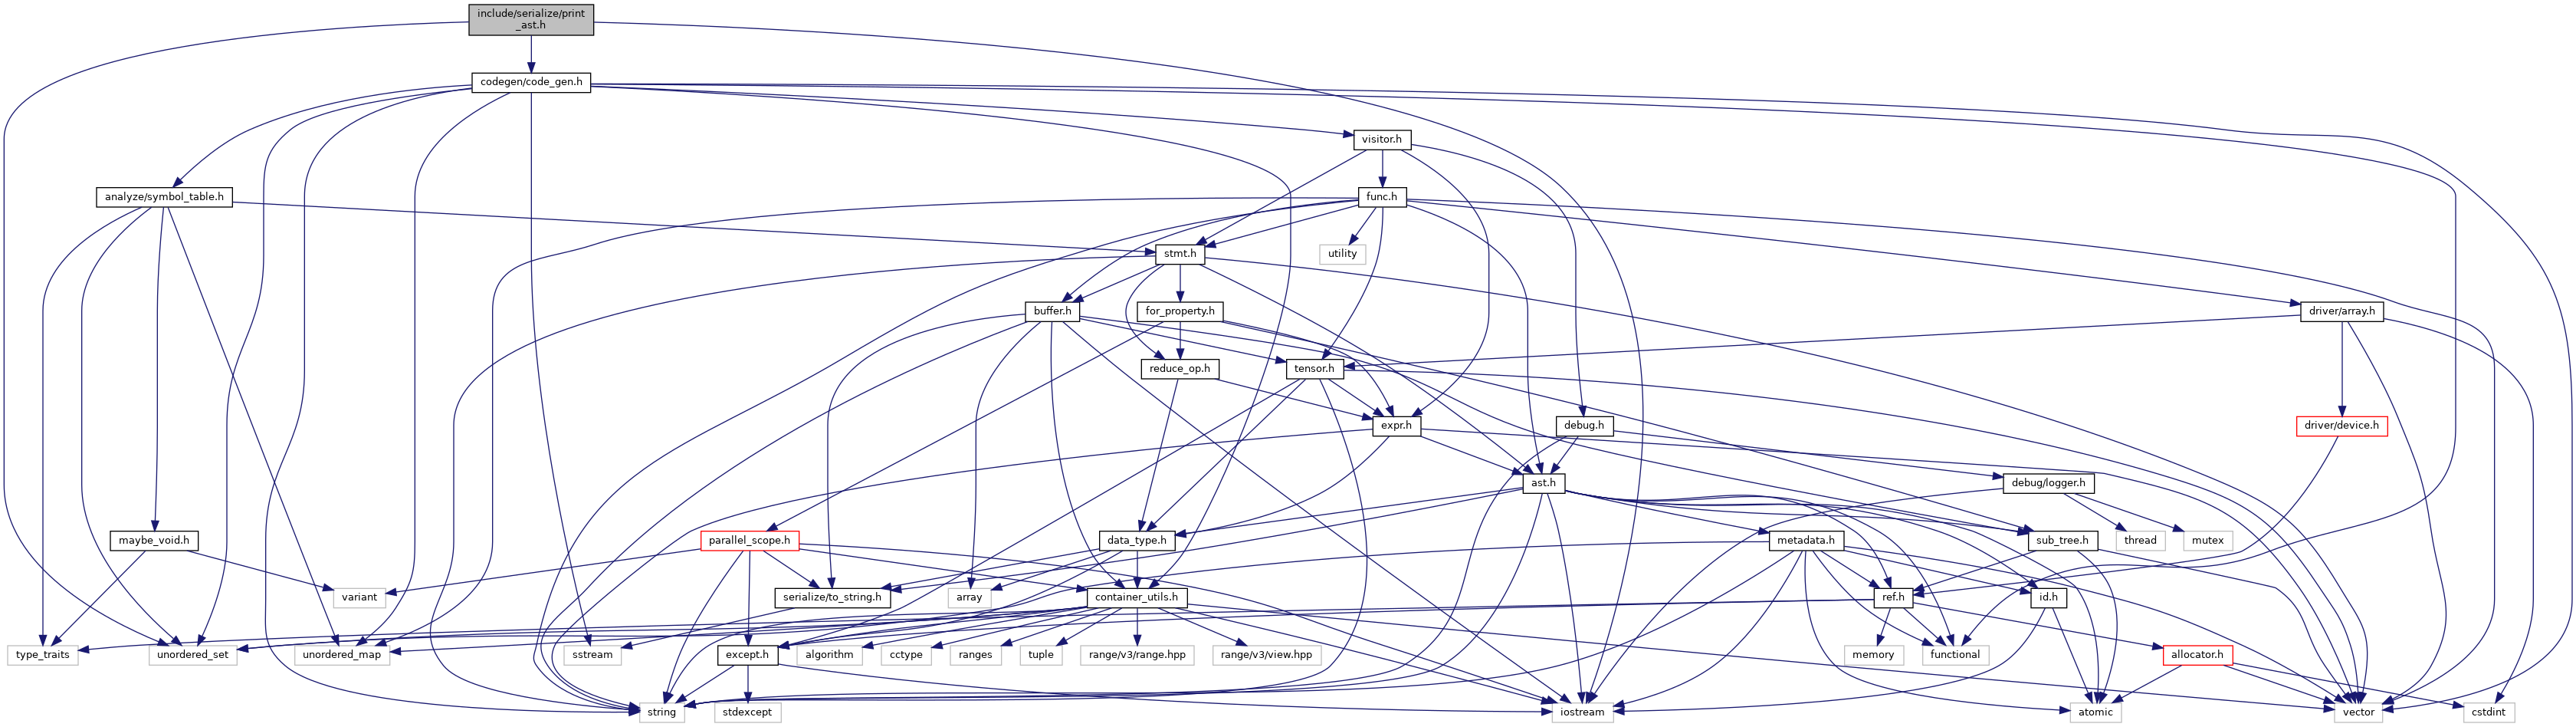 include/serialize/print
_ast.h
codegen/code_gen.h
visitor.h
analyze/symbol_table.h
func.h
utility
stmt.h
buffer.h
for_property.h
driver/array.h
reduce_op.h
tensor.h
expr.h
debug.h
driver/device.h
ast.h
debug/logger.h
maybe_void.h
parallel_scope.h
data_type.h
metadata.h
sub_tree.h
thread
mutex
variant
serialize/to_string.h
array
container_utils.h
ref.h
id.h
type_traits
unordered_set
unordered_map
sstream
except.h
algorithm
cctype
ranges
tuple
range/v3/range.hpp
range/v3/view.hpp
memory
functional
allocator.h
string
stdexcept
iostream
atomic
vector
cstdint